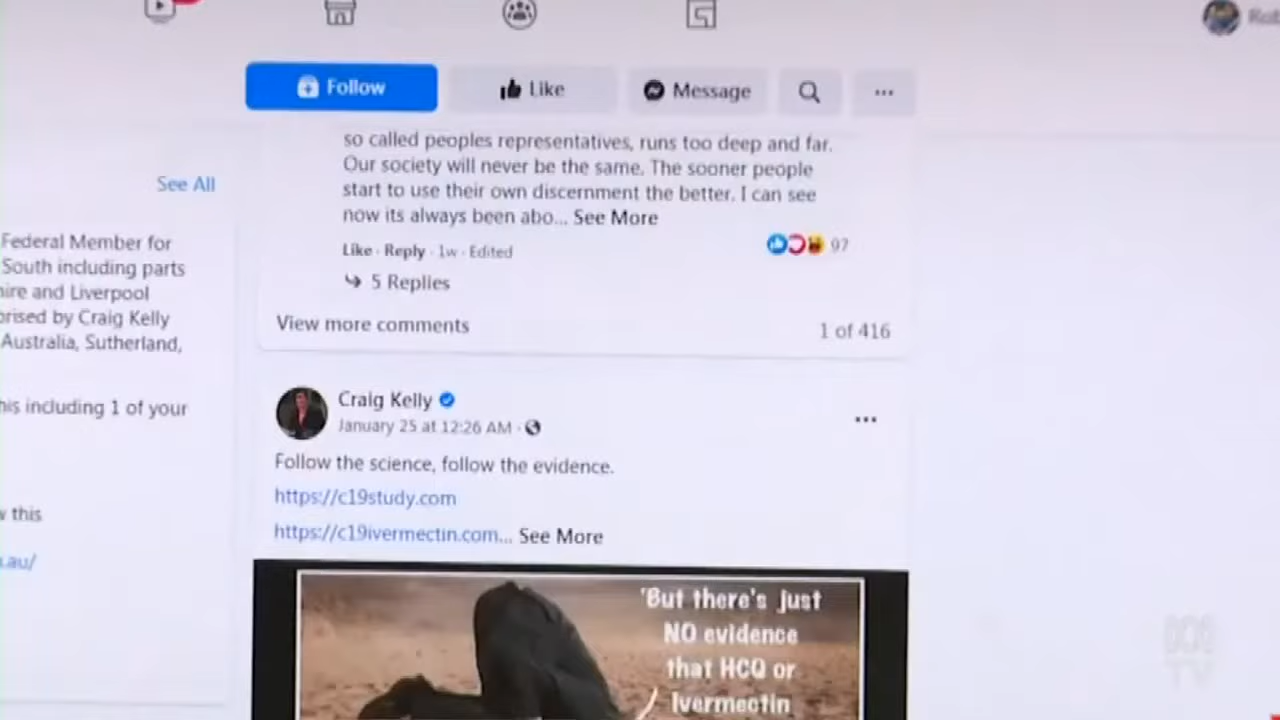 Follow
Like
Message
...
so called peoples representatives, runs too deep and far.
Our society will never be the same. The sooner people
start to use their own discernment the better. I can see
now its always been abo... See More
Like · Reply · 1w · Edited
97
5 Replies
View more comments
1 of 416
See All
Federal Member for
South including parts
ire and Liverpool
rised by Craig Kelly
Australia, Sutherland,
his including 1 of your
this
.au/
Craig Kelly
January 25 at 12:26 AM ·
...
Follow the science, follow the evidence.
https://c19study.com
https://c19ivermectin.com... See More
'But there's just
NO evidence
that HCQ or
Ivermectin
TV